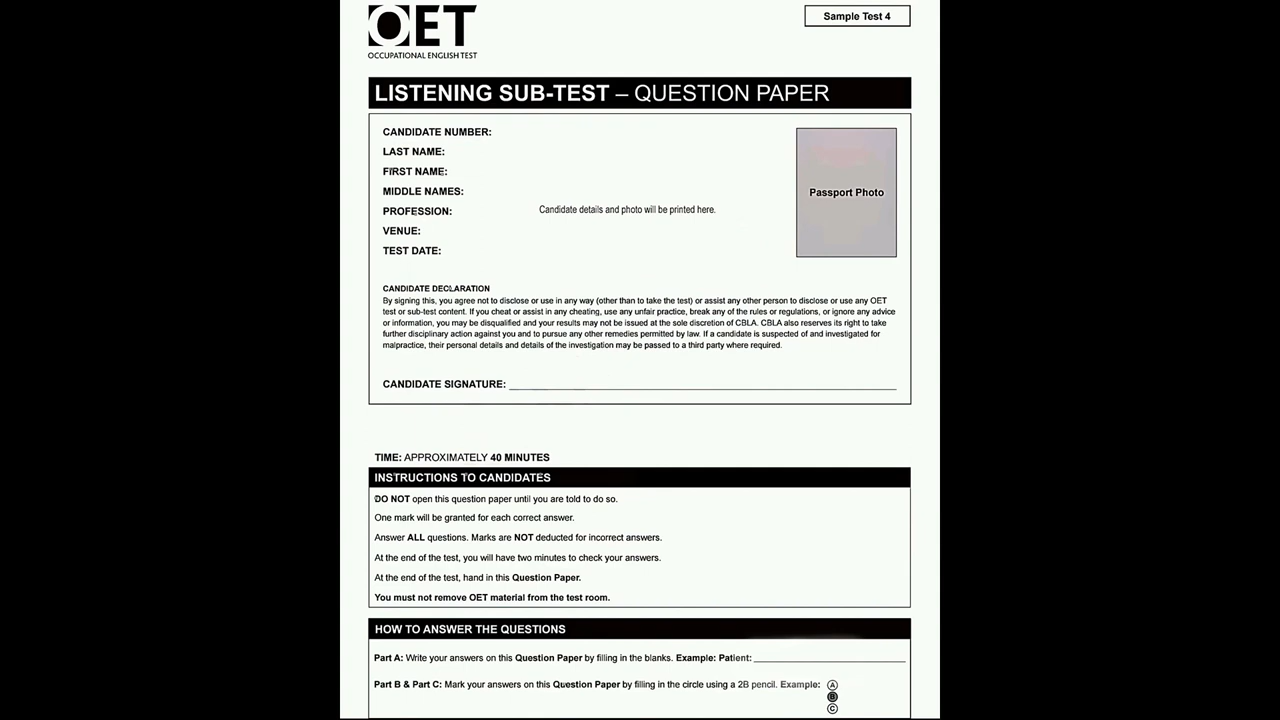 OET
OCCUPATIONAL ENGLISH TEST
Sample Test 4
LISTENING SUB-TEST – QUESTION PAPER
CANDIDATE NUMBER:
LAST NAME:
FIRST NAME:
MIDDLE NAMES:
PROFESSION:
VENUE:
TEST DATE:
Candidate details and photo will be printed here.
Passport Photo
CANDIDATE DECLARATION
By signing this, you agree not to disclose or use in any way (other than to take the test) or assist any other person to disclose or use any OET
test or sub-test content. If you cheat or assist in any cheating, use any unfair practice, break any of the rules or regulations, or ignore any advice
or information, you may be disqualified and your results may not be issued at the sole discretion of CBLA. CBLA also reserves its right to take
further disciplinary action against you and to pursue any other remedies permitted by law. If a candidate is suspected of and investigated for
malpractice, their personal details and details of the investigation may be passed to a third party where required.
CANDIDATE SIGNATURE:
TIME: APPROXIMATELY 40 MINUTES
INSTRUCTIONS TO CANDIDATES
DO NOT open this question paper until you are told to do so.
One mark will be granted for each correct answer.
Answer ALL questions. Marks are NOT deducted for incorrect answers.
At the end of the test, you will have two minutes to check your answers.
At the end of the test, hand in this Question Paper.
You must not remove OET material from the test room.
HOW TO ANSWER THE QUESTIONS
Part A: Write your answers on this Question Paper by filling in the blanks. Example: Patient:
Part B & Part C: Mark your answers on this Question Paper by filling in the circle using a 2B pencil. Example: A
B
C